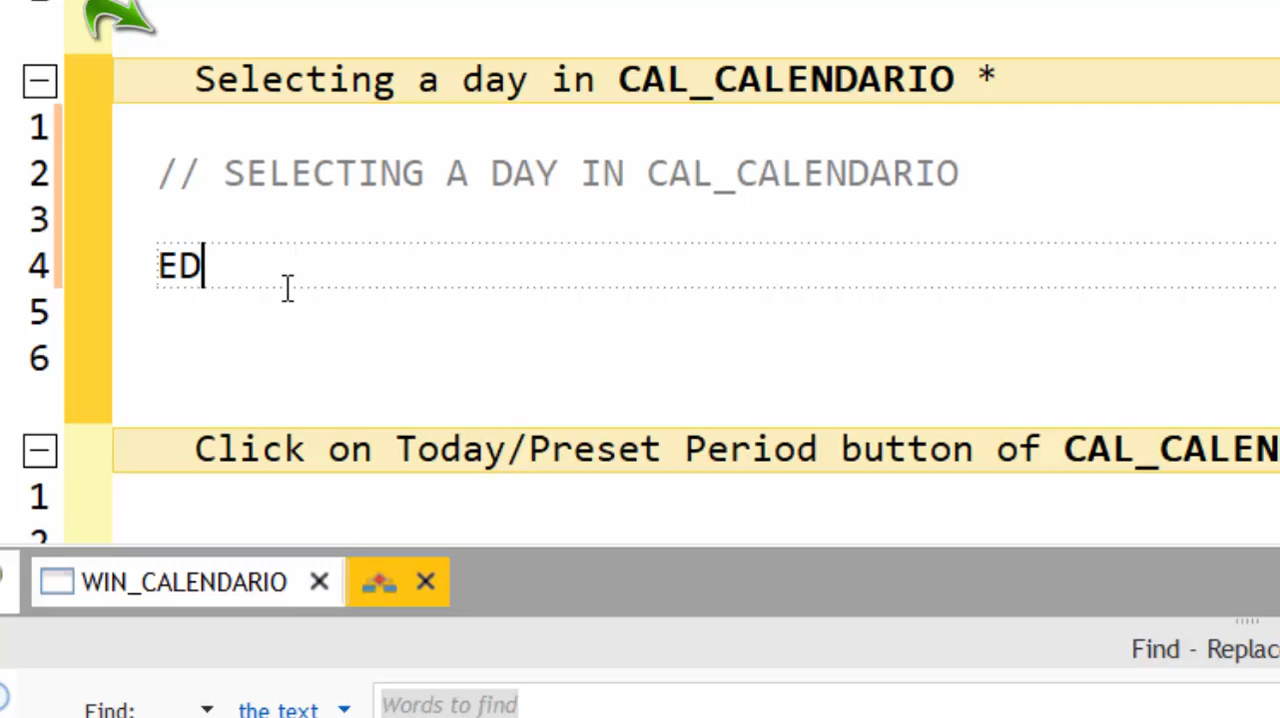 Selecting a day in CAL_CALENDARIO *
1
2 // SELECTING A DAY IN CAL_CALENDARIO
3
4 ED
5
6
Click on Today/Preset Period button of CAL_CALEN
1
2
WIN_CALENDARIO
Find - Replac
Find: the text Words to find